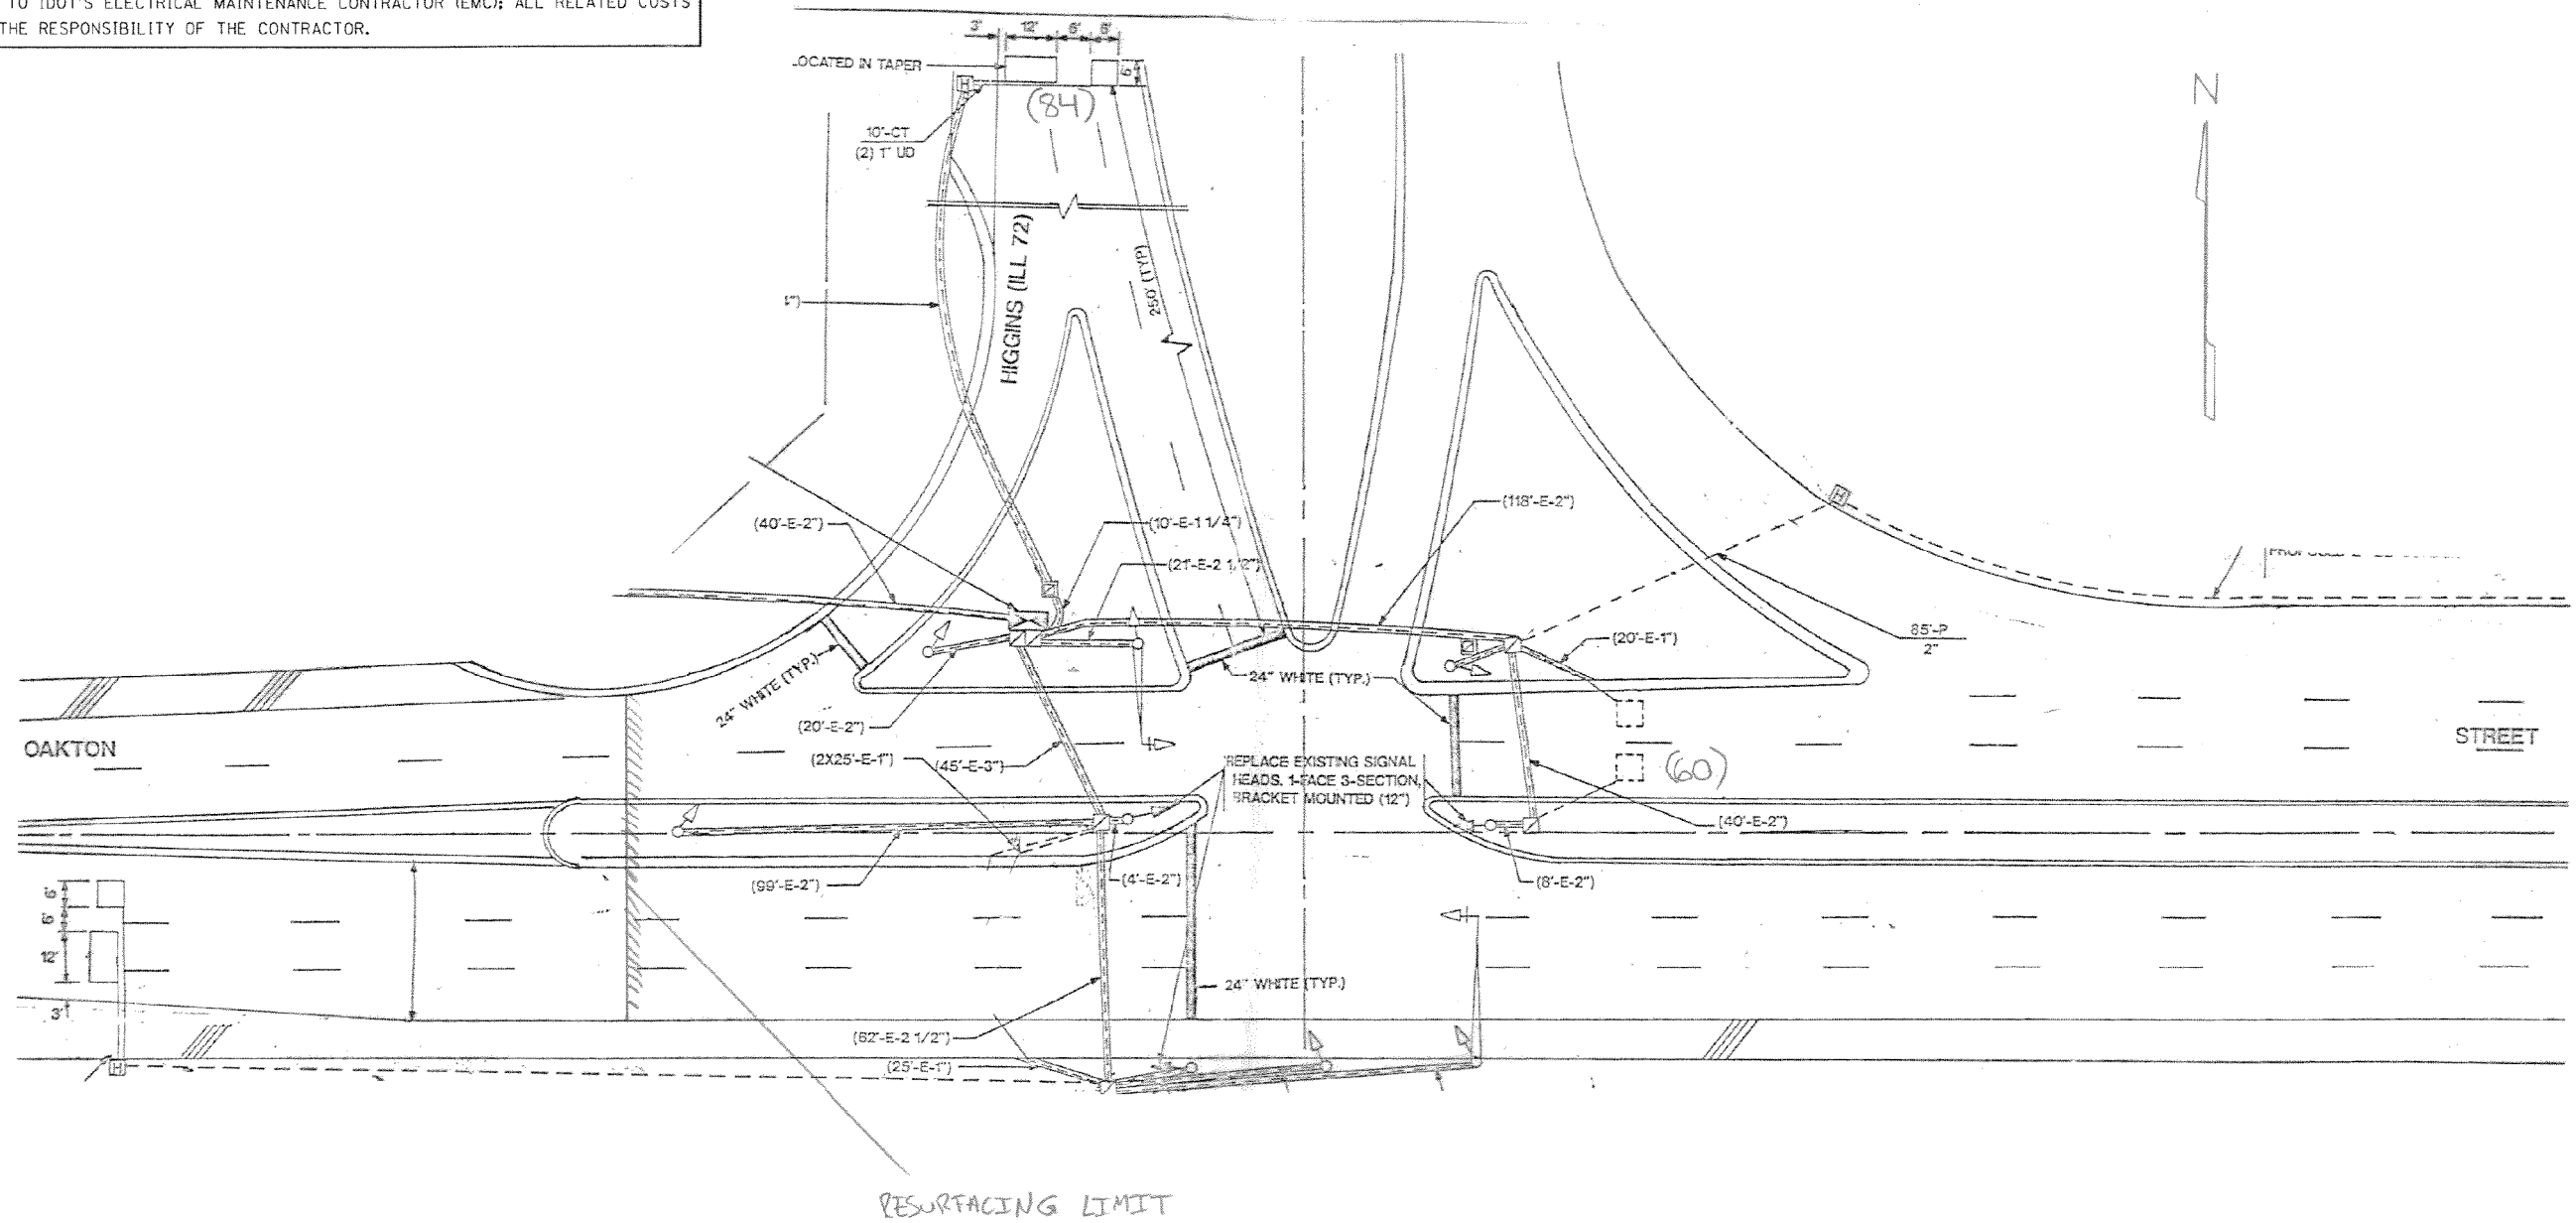 TO IDOT'S ELECTRICAL MAINTENANCE CONTRACTOR (EMC); ALL RELATED COSTS
THE RESPONSIBILITY OF THE CONTRACTOR.
3'
12'
6'
6'
LOCATED IN TAPER
6'
(84)
10'-CT
(2) 1" UD
N
HIGGINS (ILL 72)
250' (TYP)
(40'-E-2")
(10'-E-1 1/4")
(118'-E-2")
(21'-E-2 1/2")
(20'-E-1")
85'-P
2"
24" WHITE (TYP.)
24" WHITE (TYP.)
(20'-E-2")
OAKTON
STREET
(2X25'-E-1")
(45'-E-3")
REPLACE EXISTING SIGNAL
HEADS, 1-FACE 3-SECTION,
BRACKET MOUNTED (12")
(60)
(40'-E-2")
(99'-E-2")
(4'-E-2")
(8'-E-2")
6'
6'
12'
3'
24" WHITE (TYP.)
(62'-E-2 1/2")
(25'-E-1")
H
H
H
RESURFACING LIMIT